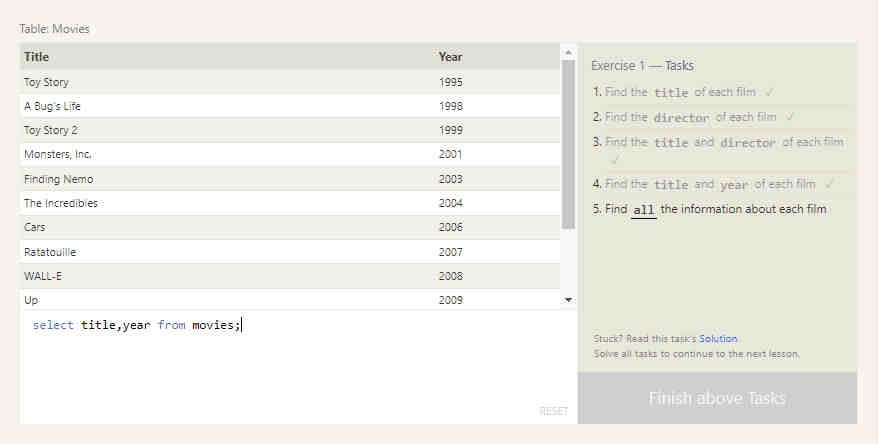 Table: Movies
Title Year
Toy Story 1995
A Bug's Life 1998
Toy Story 2 1999
Monsters, Inc. 2001
Finding Nemo 2003
The Incredibles 2004
Cars 2006
Ratatouille 2007
WALL-E 2008
Up 2009
select title,year from movies;
RESET
Exercise 1 — Tasks
1. Find the title of each film ✓
2. Find the director of each film ✓
3. Find the title and director of each film
✓
4. Find the title and year of each film ✓
5. Find all the information about each film
Stuck? Read this task's Solution.
Solve all tasks to continue to the next lesson.
Finish above Tasks